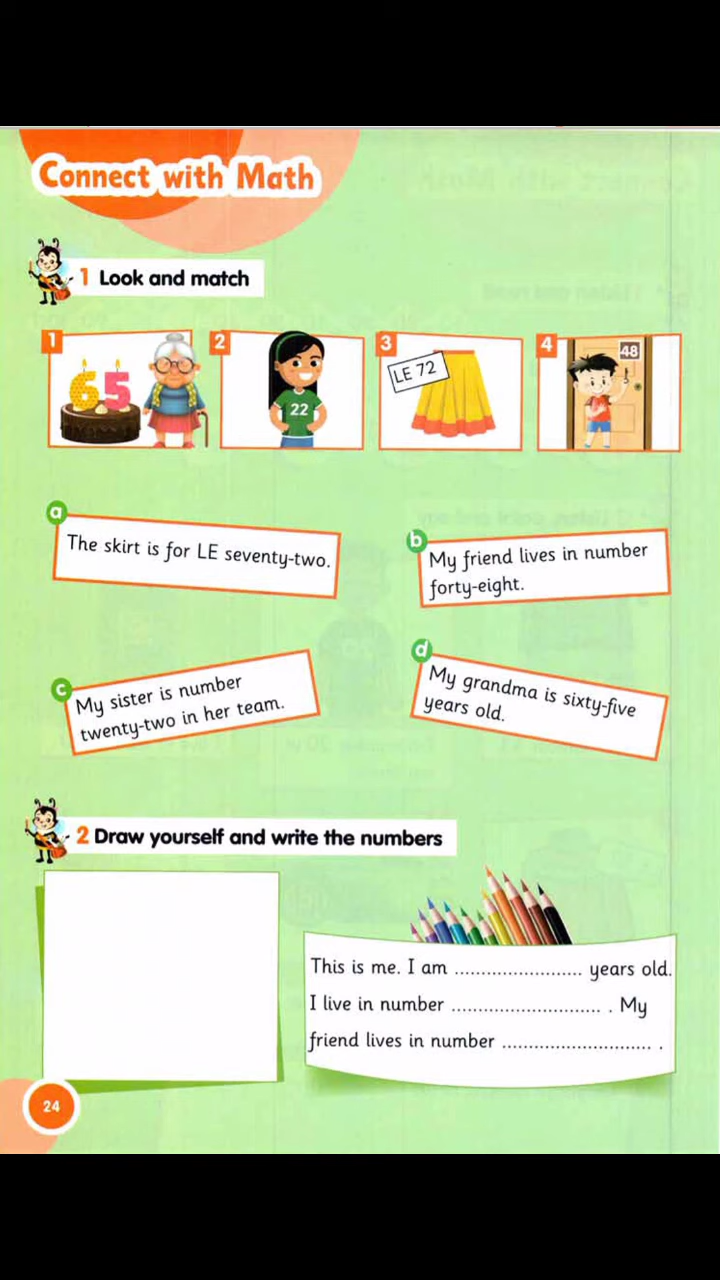 Connect with Math
1 Look and match
1
2
3
4
65
22
LE 72
48
a
The skirt is for LE seventy-two.
b
My friend lives in number
forty-eight.
c
My sister is number
twenty-two in her team.
d
My grandma is sixty-five
years old.
2 Draw yourself and write the numbers
This is me. I am ........................ years old.
I live in number ............................ . My
friend lives in number ............................ .
24